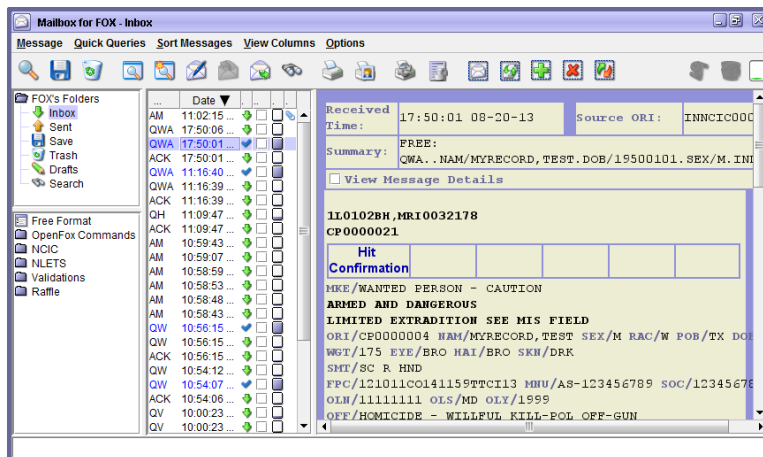 Mailbox for FOX - Inbox
Message Quick Queries Sort Messages View Columns Options
FOX's Folders
Inbox
Sent
Save
Trash
Drafts
Search
Free Format
OpenFox Commands
NCIC
NLETS
Validations
Raffle
... Date ▼ . .. . .
AM 11:02:15 ...
QWA 17:50:06 ...
QWA 17:50:01 ...
ACK 17:50:01 ...
QWA 11:16:40 ...
QWA 11:16:39 ...
ACK 11:16:39 ...
QH 11:09:47 ...
ACK 11:09:47 ...
AM 10:59:43 ...
AM 10:59:07 ...
AM 10:58:59 ...
AM 10:58:53 ...
AM 10:58:48 ...
AM 10:58:43 ...
QW 10:56:15 ...
QW 10:56:15 ...
ACK 10:56:15 ...
QW 10:54:12 ...
QW 10:54:07 ...
ACK 10:54:06 ...
QV 10:00:23 ...
QV 10:00:23 ...
Received Time: 17:50:01 08-20-13 Source ORI: INNCIC000
Summary: FREE:
QWA..NAM/MYRECORD,TEST.DOB/19500101.SEX/M.IND
View Message Details
1L0102BH,MRI0032178
CP0000021
Hit
Confirmation
MKE/WANTED PERSON - CAUTION
ARMED AND DANGEROUS
LIMITED EXTRADITION SEE MIS FIELD
ORI/CP0000004 NAM/MYRECORD,TEST SEX/M RAC/W POB/TX DOB
WGT/175 EYE/BRO HAI/BRO SKN/DRK
SMT/SC R HND
FPC/121011CO141159TTCI13 MNU/AS-123456789 SOC/12345678
OLN/11111111 OLS/MD OLY/1999
OFF/HOMICIDE - WILLFUL KILL-POL OFF-GUN